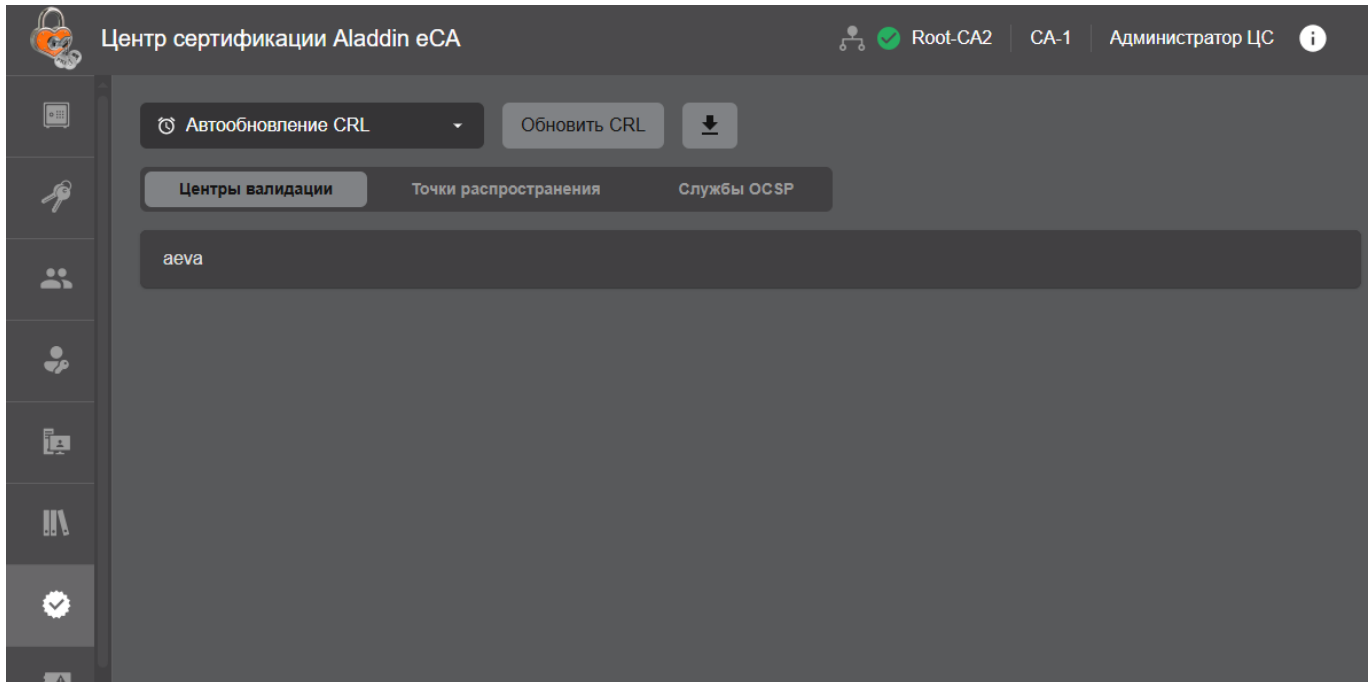 Центр сертификации Aladdin eCA
Root-CA2 CA-1 Администратор ЦС
Автообновление CRL Обновить CRL
Центры валидации Точки распространения Службы OCSP
aeva